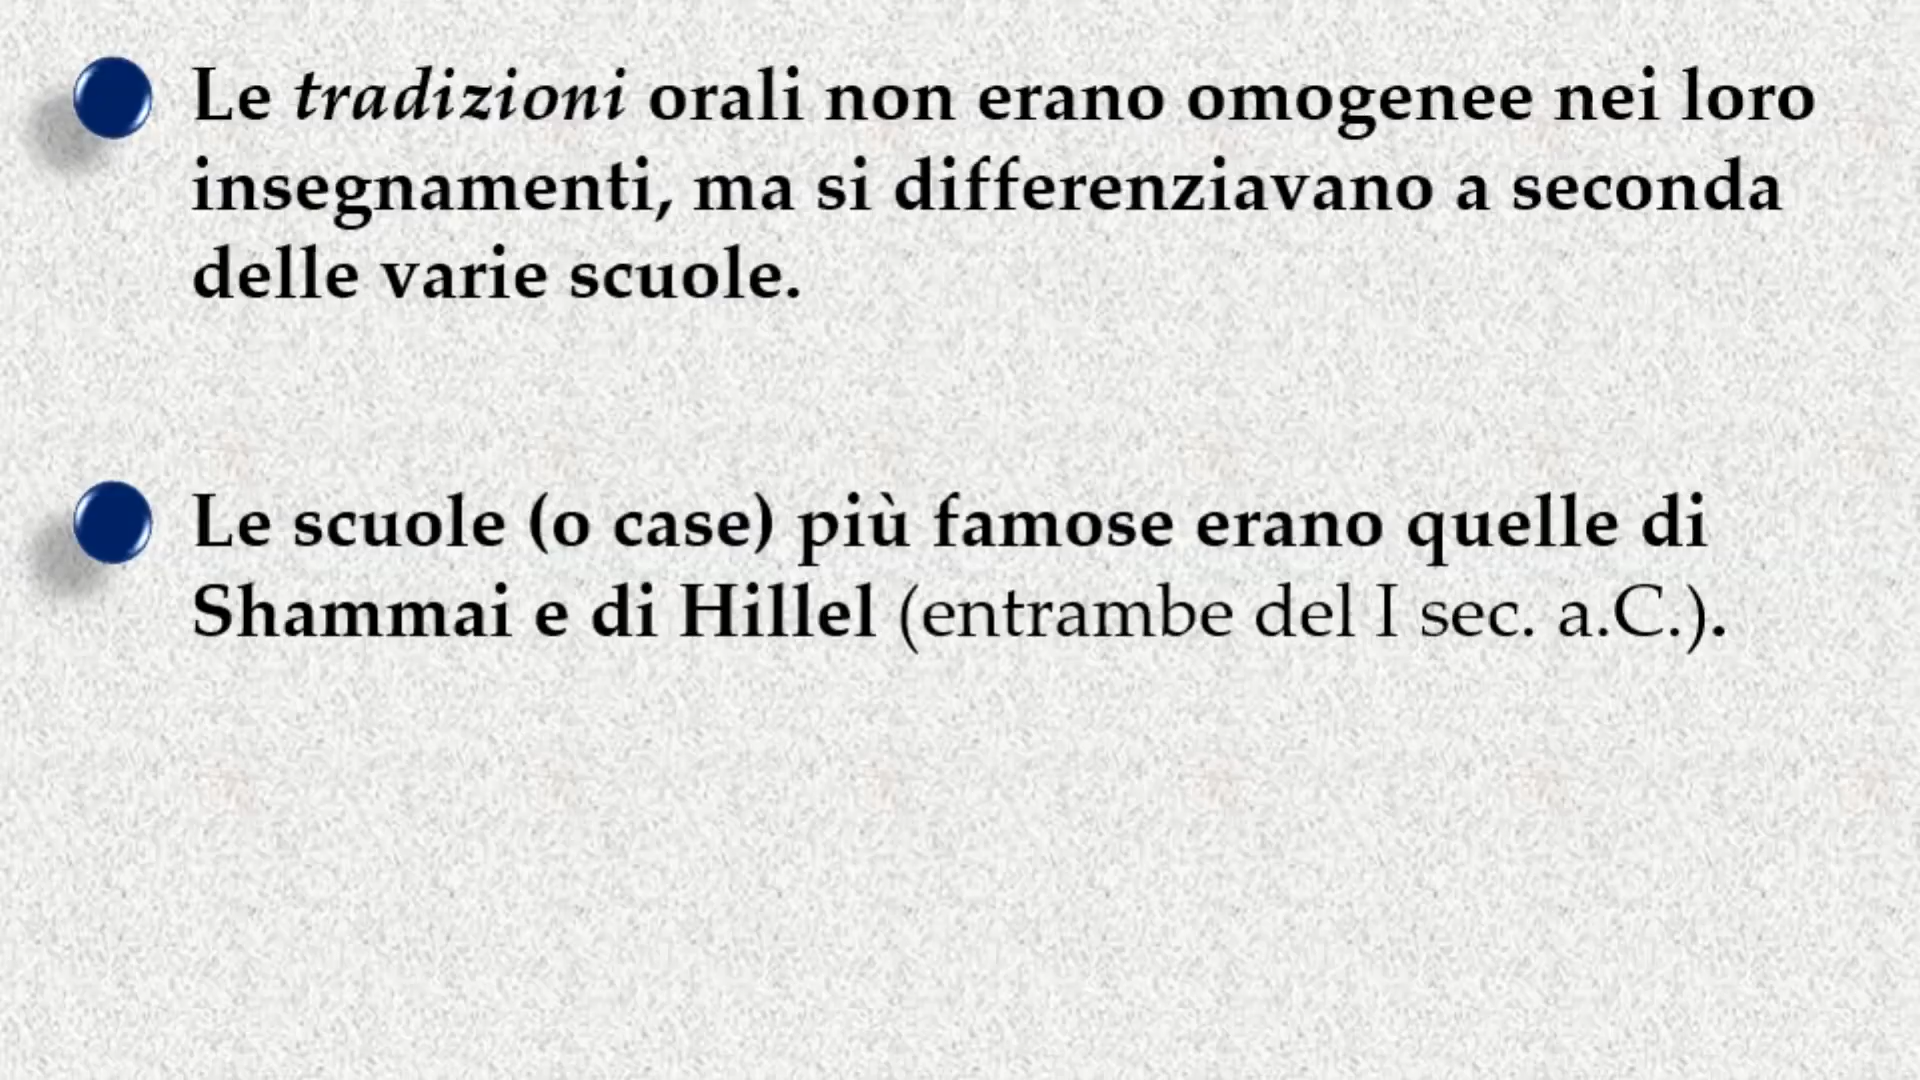 Le tradizioni orali non erano omogenee nei loro
insegnamenti, ma si differenziavano a seconda
delle varie scuole.
Le scuole (o case) più famose erano quelle di
Shammai e di Hillel (entrambe del I sec. a.C.).